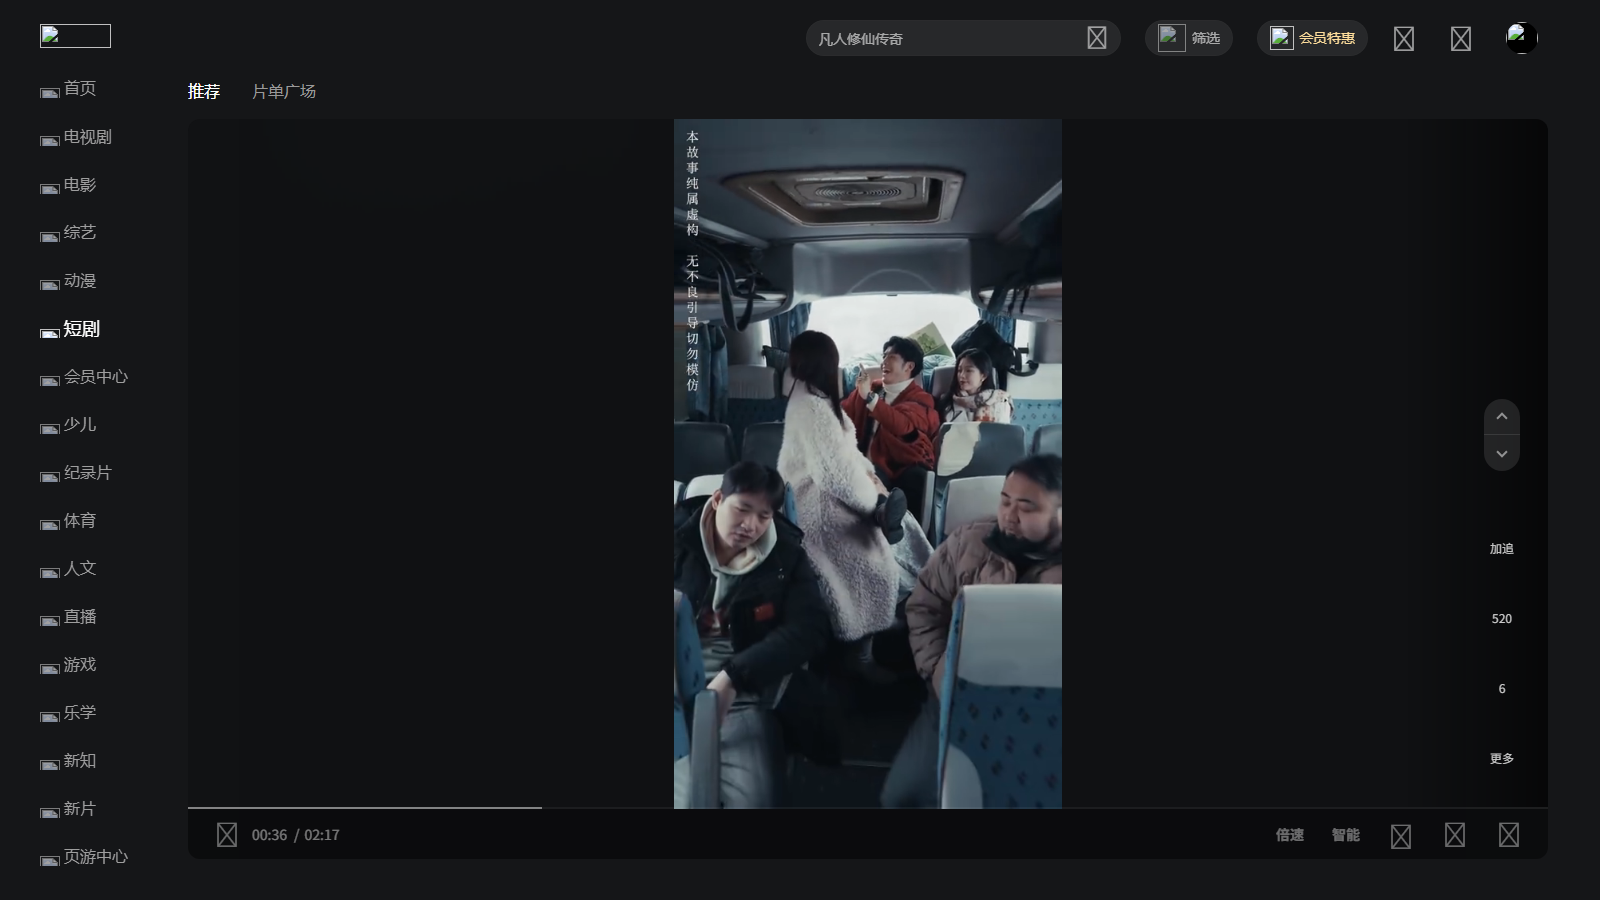 凡人修仙传奇
筛选
会员特惠
首页
电视剧
电影
综艺
动漫
短剧
会员中心
少儿
纪录片
体育
人文
直播
游戏
乐学
新知
新片
页游中心
推荐
片单广场
本故事纯属虚构 无不良引导切勿模仿
加追
520
6
更多
00:36 / 02:17
倍速
智能